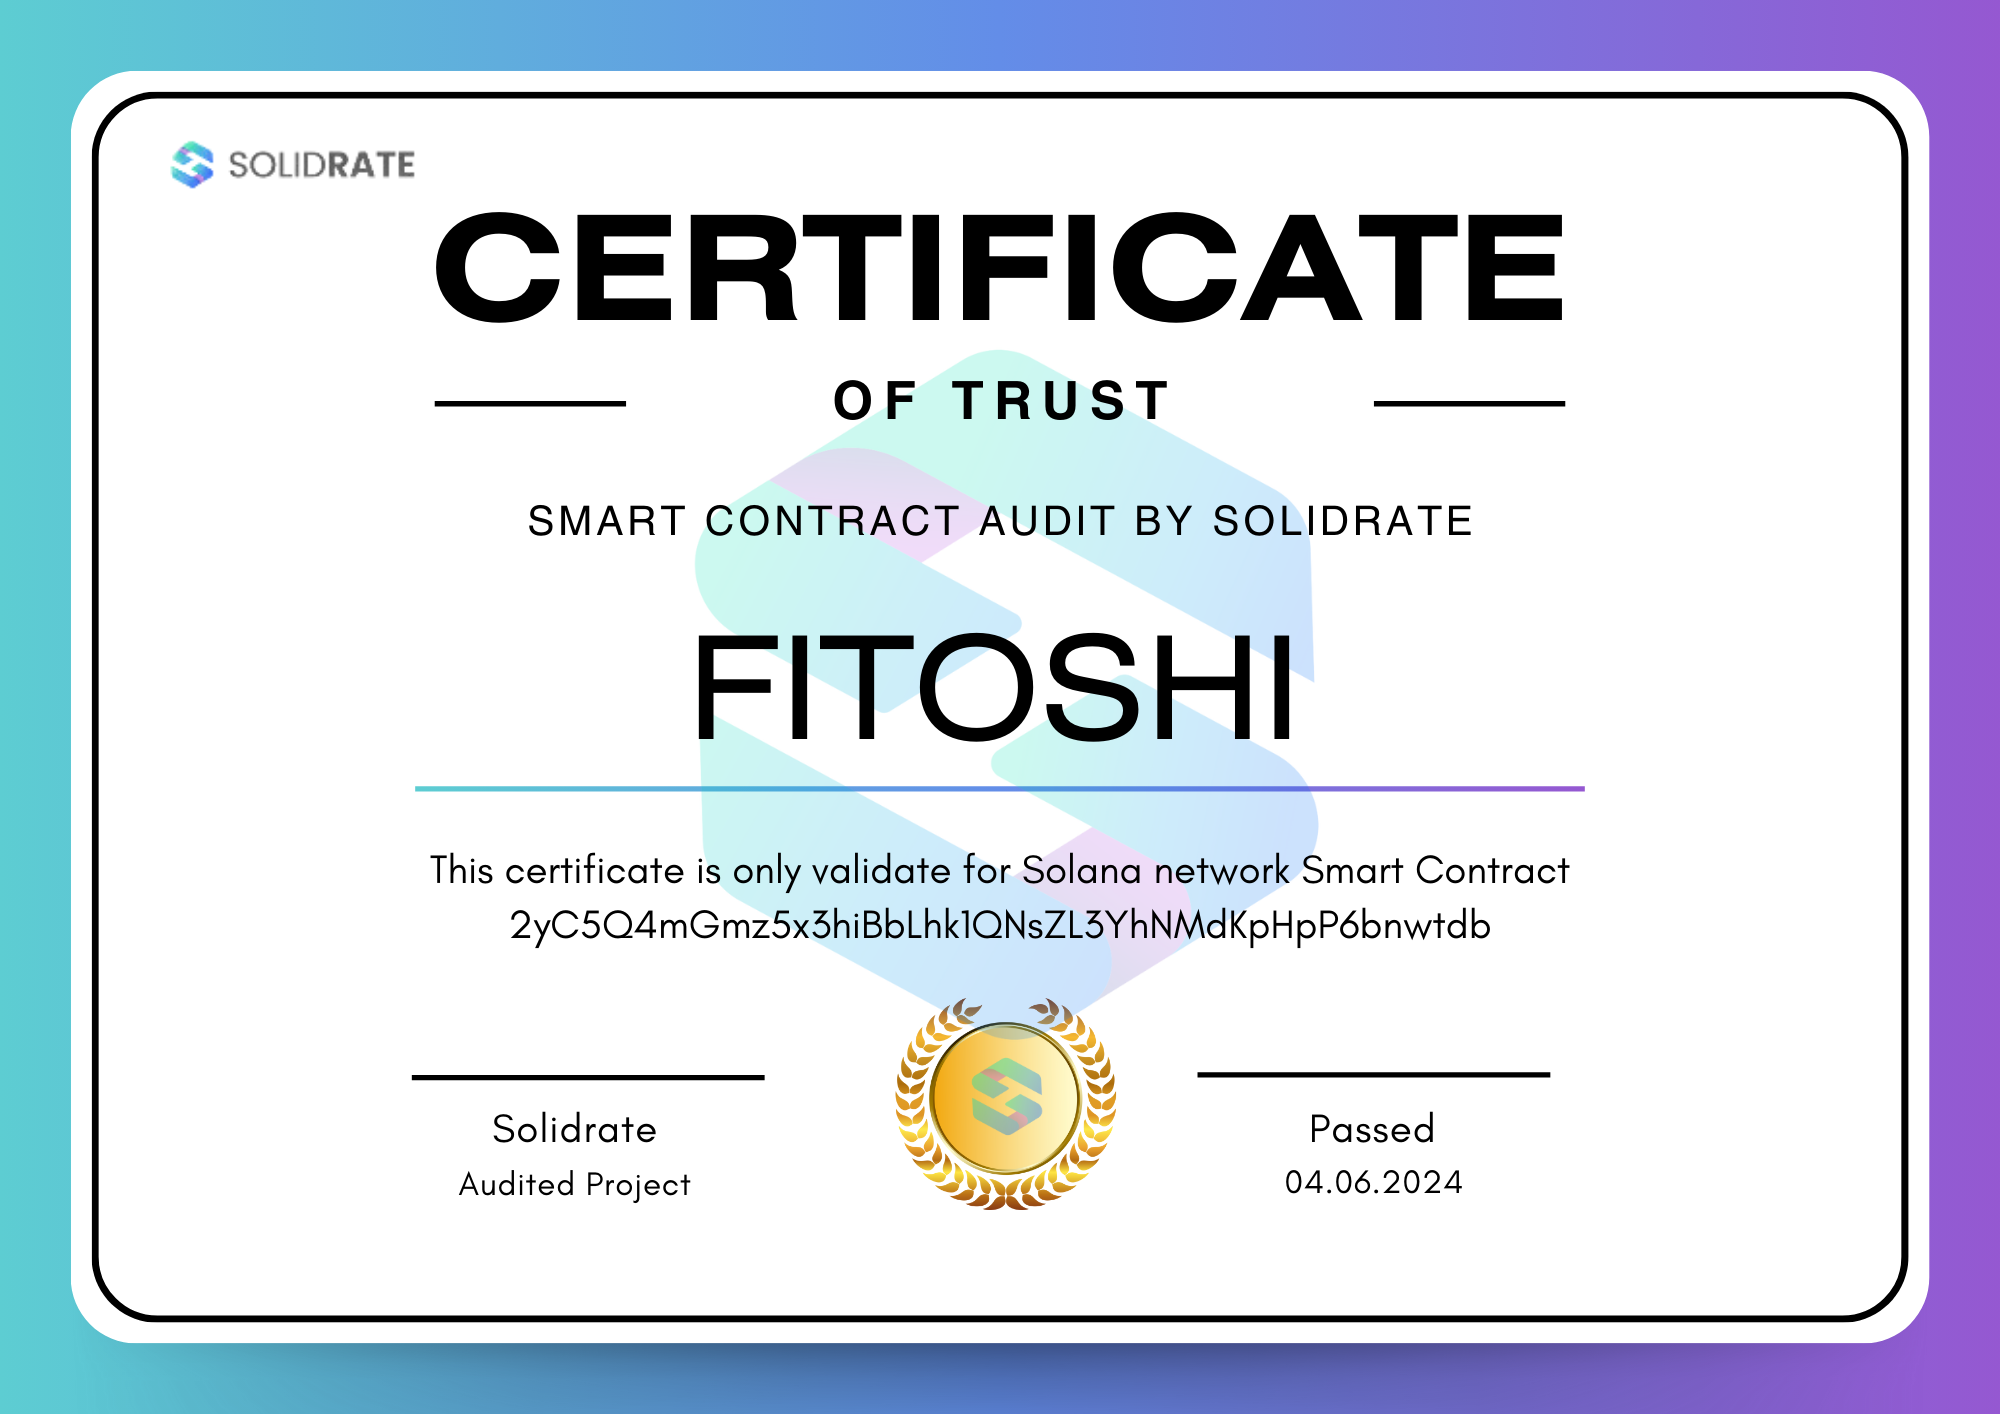 SOLIDRATE
CERTIFICATE
OF TRUST
SMART CONTRACT AUDIT BY SOLIDRATE
FITOSHI
This certificate is only validate for Solana network Smart Contract
2yC5Q4mGmz5x3hiBbLhk1QNsZL3YhNMdKpHpP6bnwtdb
Solidrate
Audited Project
Passed
04.06.2024